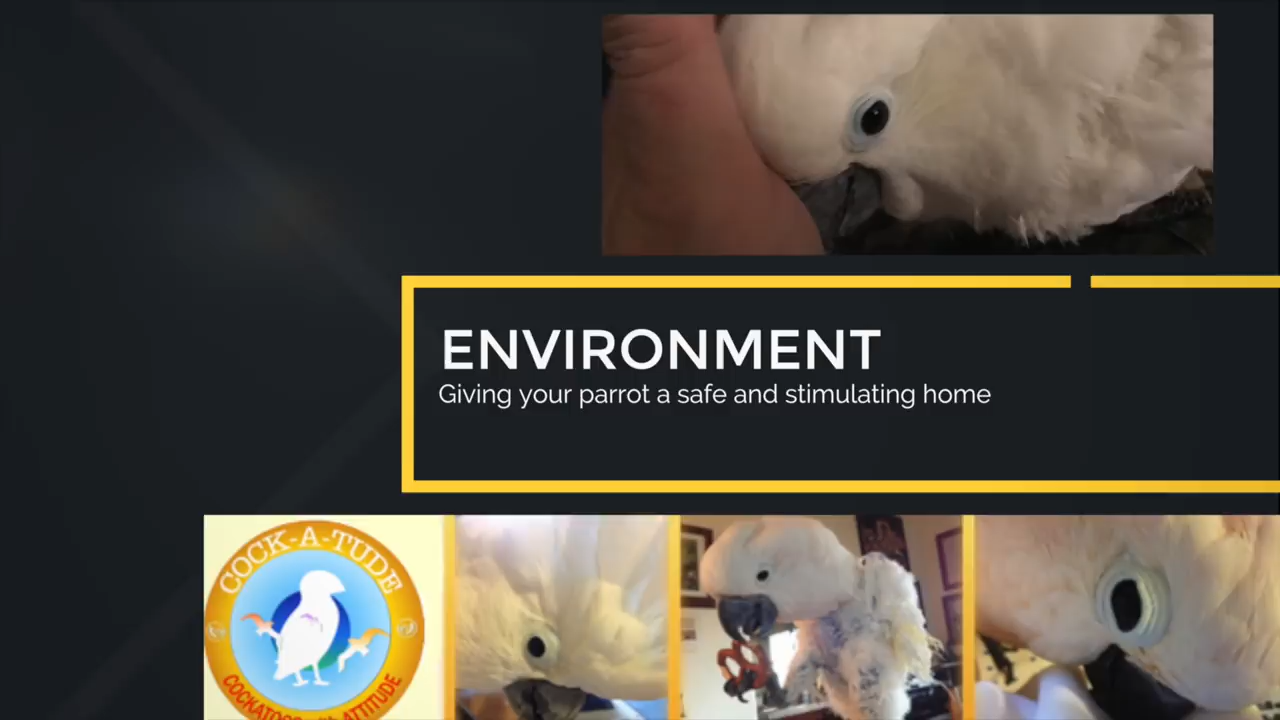 ENVIRONMENT
Giving your parrot a safe and stimulating home
COCK-A-TUDE
COCKATOOS with ATTITUDE